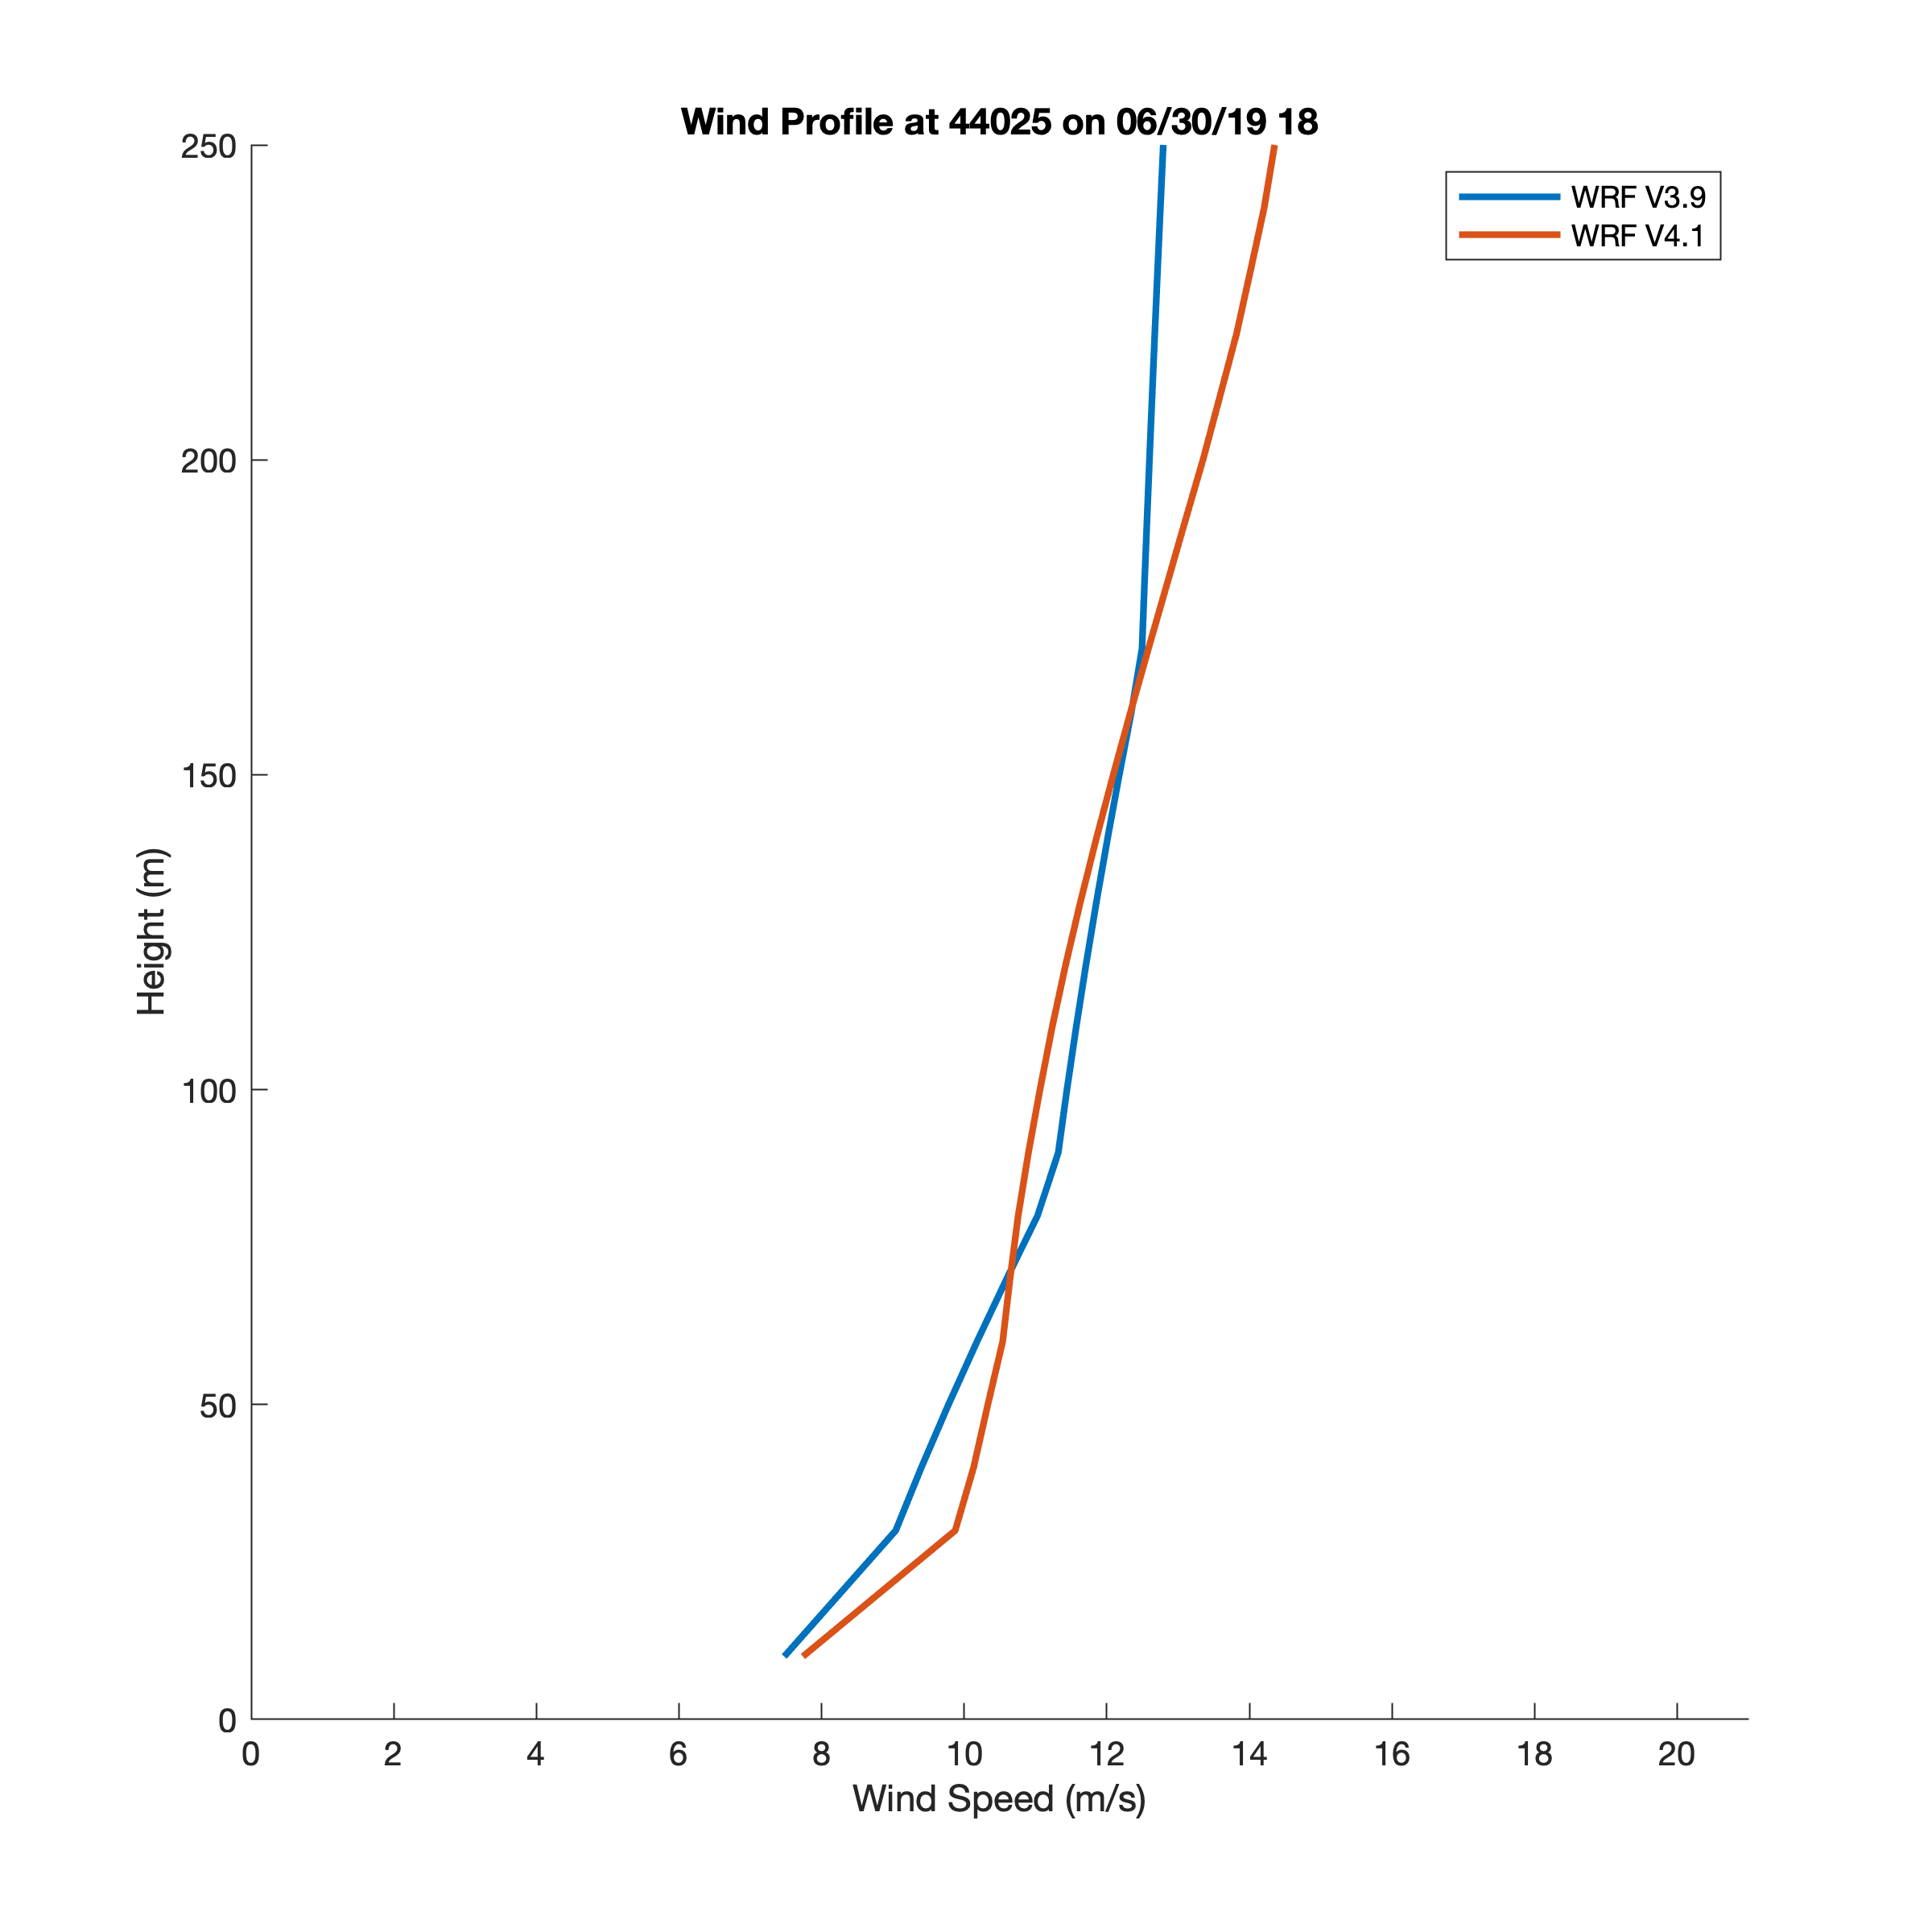 Wind Profile at 44025 on 06/30/19 18
WRF V3.9
WRF V4.1
250
200
150
100
50
0
Height (m)
0 2 4 6 8 10 12 14 16 18 20
Wind Speed (m/s)